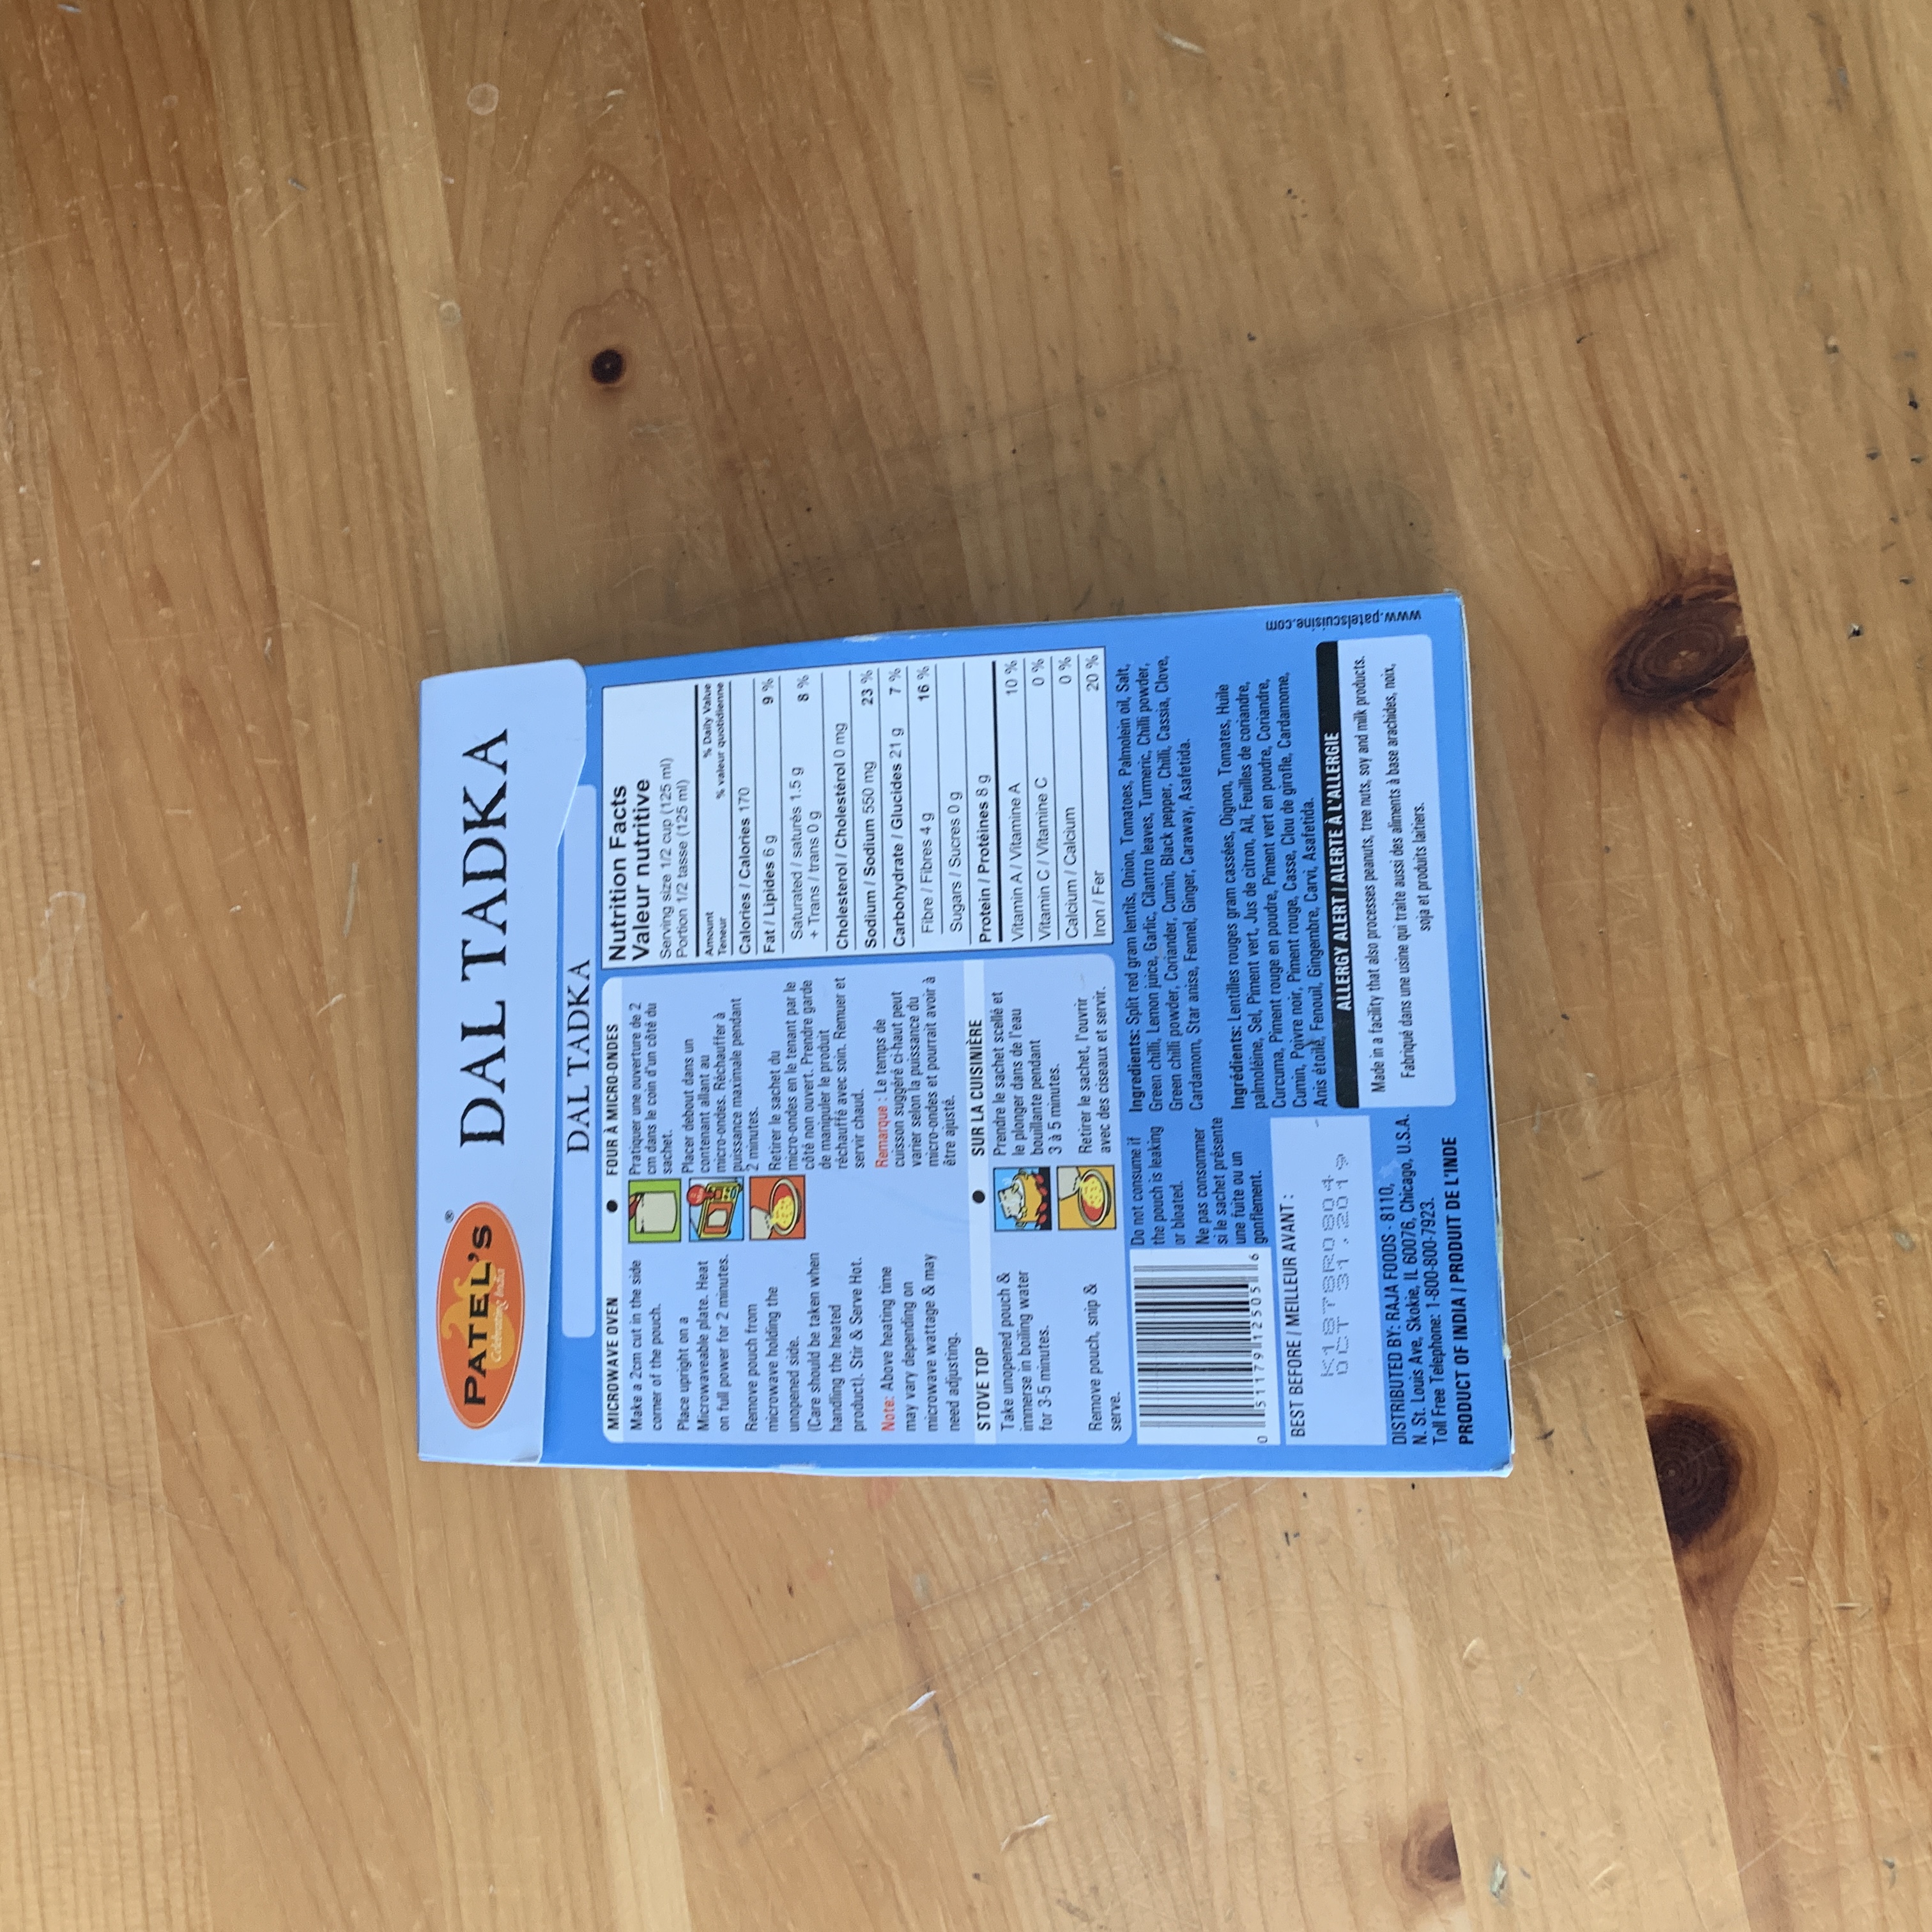 PATEL'S ®
Celebrating India
DAL TADKA
DAL TADKA
MICROWAVE OVEN
Make a 2cm cut in the side
corner of the pouch.
Place upright on a
Microwaveable plate. Heat
on full power for 2 minutes.
Remove pouch from
microwave holding the
unopened side.
(Care should be taken when
handling the heated
product). Stir & Serve Hot.
Note: Above heating time
may vary depending on
microwave wattage & may
need adjusting.
● FOUR À MICRO-ONDES
Pratiquer une ouverture de 2
cm dans le coin d'un côté du
sachet.
Placer debout dans un
contenant allant au
micro-ondes. Réchauffer à
puissance maximale pendant
2 minutes.
Retirer le sachet du
micro-ondes en le tenant par le
côté non ouvert. Prendre garde
de manipuler le produit
réchauffé avec soin. Remuer et
servir chaud.
Remarque : Le temps de
cuisson suggéré ci-haut peut
varier selon la puissance du
micro-ondes et pourrait avoir à
être ajusté.
STOVE TOP
Take unopened pouch &
immerse in boiling water
for 3-5 minutes.
Remove pouch, snip &
serve.
● SUR LA CUISINIÈRE
Prendre le sachet scellé et
le plonger dans de l'eau
bouillante pendant
3 à 5 minutes.
Retirer le sachet, l'ouvrir
avec des ciseaux et servir.
Nutrition Facts
Valeur nutritive
Serving size 1/2 cup (125 ml)
Portion 1/2 tasse (125 ml)
Amount % Daily Value
Teneur % valeur quotidienne
Calories / Calories 170
Fat / Lipides 6 g 9 %
Saturated / saturés 1.5 g
+ Trans / trans 0 g 8 %
Cholesterol / Cholestérol 0 mg
Sodium / Sodium 550 mg 23 %
Carbohydrate / Glucides 21 g 7 %
Fibre / Fibres 4 g 16 %
Sugars / Sucres 0 g
Protein / Protéines 8 g
Vitamin A / Vitamine A 10 %
Vitamin C / Vitamine C 0 %
Calcium / Calcium 0 %
Iron / Fer 20 %
0 51179 12505 6
Do not consume if
the pouch is leaking
or bloated.
Ne pas consommer
si le sachet présente
une fuite ou un
gonflement.
Ingredients: Split red gram lentils, Onion, Tomatoes, Palmolein oil, Salt,
Green chilli, Lemon juice, Garlic, Cilantro leaves, Turmeric, Chilli powder,
Green chilli powder, Coriander, Cumin, Black pepper, Chilli, Cassia, Clove,
Cardamom, Star anise, Fennel, Ginger, Caraway, Asafetida.
Ingrédients: Lentilles rouges gram cassées, Oignon, Tomates, Huile
palmoléine, Sel, Piment vert, Jus de citron, Ail, Feuilles de coriandre,
Curcuma, Piment rouge en poudre, Piment vert en poudre, Coriandre,
Cumin, Poivre noir, Piment rouge, Casse, Clou de girofle, Cardamome,
Anis étoilé, Fenouil, Gingembre, Carvi, Asafetida.
BEST BEFORE / MEILLEUR AVANT :
K1878R0804
OCT 31,2019
DISTRIBUTED BY: RAJA FOODS - 8110,
N. St. Louis Ave, Skokie, IL 60076, Chicago, U.S.A.
Toll Free Telephone: 1-800-800-7923.
PRODUCT OF INDIA / PRODUIT DE L'INDE
ALLERGY ALERT / ALERTE À L'ALLERGIE
Made in a facility that also processes peanuts, tree nuts, soy and milk products.
Fabriqué dans une usine qui traite aussi des aliments à base arachides, noix,
soja et produits laitiers.
www.patelscuisine.com